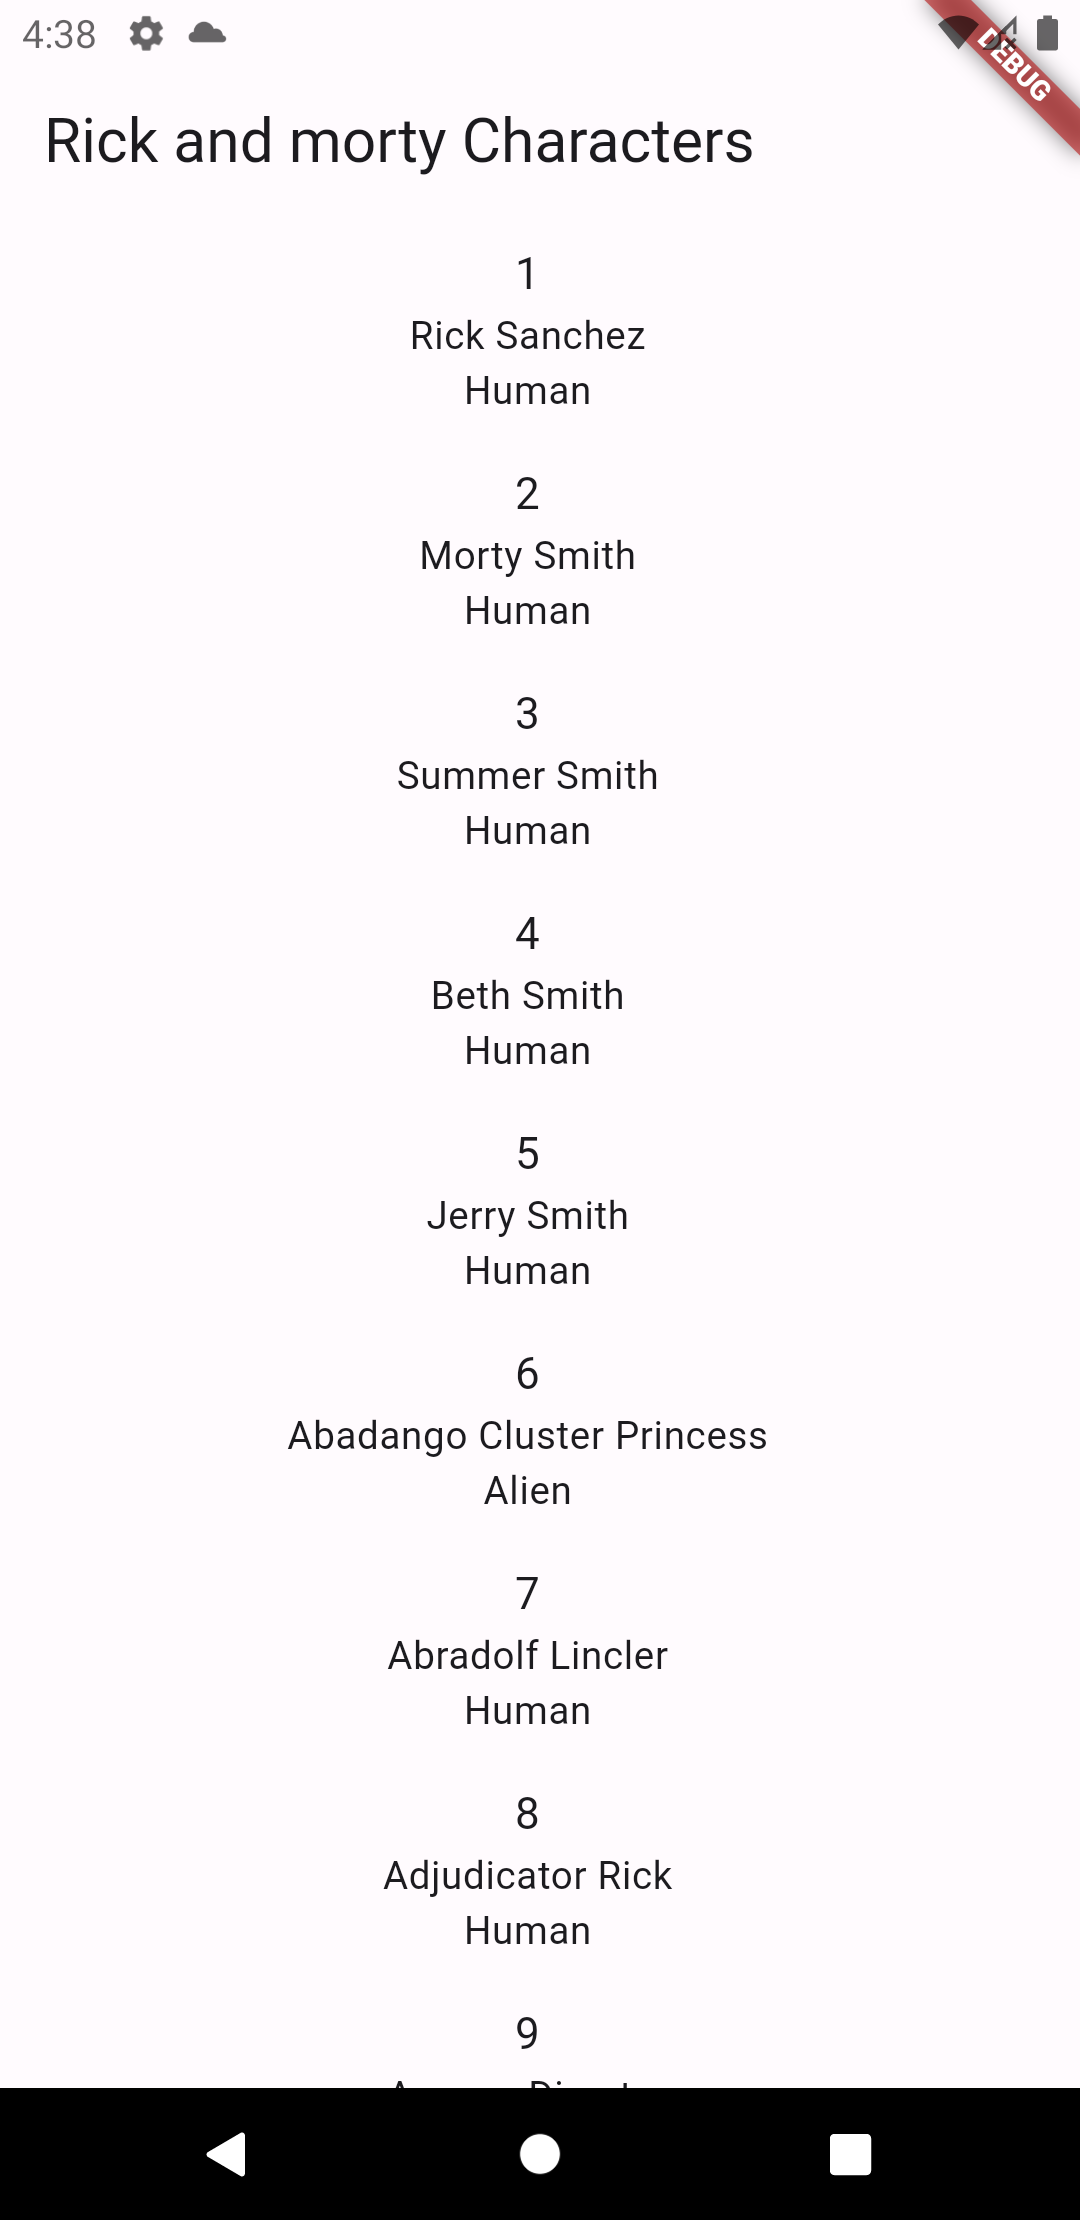 4:38
DEBUG
Rick and morty Characters
1
Rick Sanchez
Human
2
Morty Smith
Human
3
Summer Smith
Human
4
Beth Smith
Human
5
Jerry Smith
Human
6
Abadango Cluster Princess
Alien
7
Abradolf Lincler
Human
8
Adjudicator Rick
Human
9